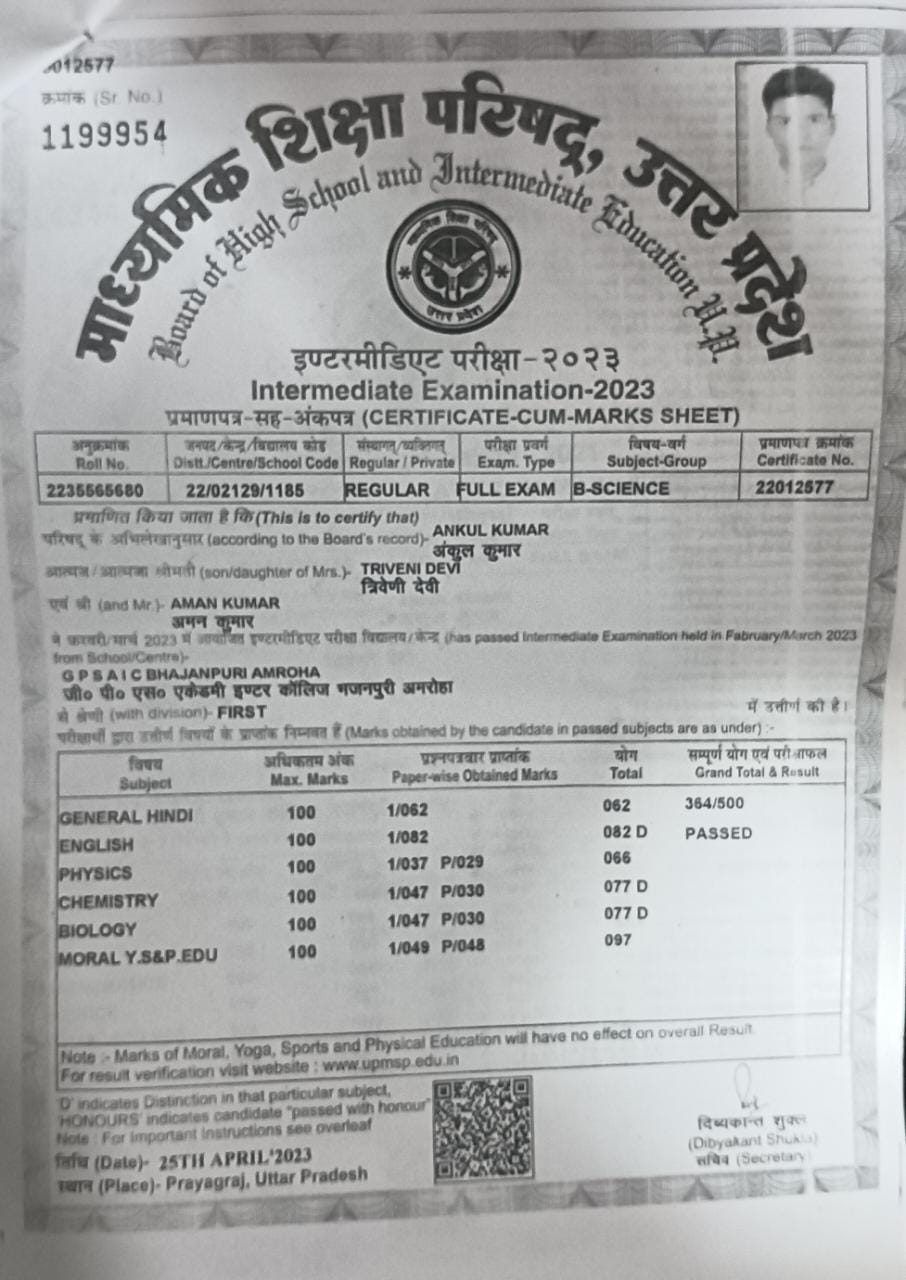 012577
क्रमांक (Sr. No.)
1199954
माध्यमिक शिक्षा परिषद्, उत्तर प्रदेश
Board of High School and Intermediate Education U.P.
माध्यमिक शिक्षा परिषद्
उत्तर प्रदेश
इण्टरमीडिएट परीक्षा-२०२३
Intermediate Examination-2023
प्रमाणपत्र-सह-अंकपत्र (CERTIFICATE-CUM-MARKS SHEET)
अनुक्रमांक जनपद/केन्द्र/विद्यालय कोड संस्थागत/व्यक्तिगत परीक्षा प्रवर्ग विषय-वर्ग प्रमाणपत्र क्रमांक
Roll No. Distt./Centre/School Code Regular / Private Exam. Type Subject-Group Certificate No.
2235565680 22/02129/1185 REGULAR FULL EXAM B-SCIENCE 22012577
प्रमाणित किया जाता है कि (This is to certify that)
परिषद् के अभिलेखानुसार (according to the Board's record)- ANKUL KUMAR
अंकुल कुमार
आत्मज/आत्मजा श्रीमती (son/daughter of Mrs.)- TRIVENI DEVI
त्रिवेणी देवी
एवं श्री (and Mr.)- AMAN KUMAR
अमन कुमार
ने फरवरी/मार्च 2023 में आयोजित इण्टरमीडिएट परीक्षा विद्यालय/केन्द्र (has passed Intermediate Examination held in Fabruary/March 2023
from School/Centre)-
G P S A I C BHAJANPURI AMROHA
जी० पी० एस० एकेडमी इण्टर कॉलिज भजनपुरी अमरोहा
से श्रेणी (with division)- FIRST में उत्तीर्ण की है।
परीक्षार्थी द्वारा उत्तीर्ण विषयों के प्राप्तांक निम्नवत हैं (Marks obtained by the candidate in passed subjects are as under) :-
विषय अधिकतम अंक प्रश्नपत्रवार प्राप्तांक योग सम्पूर्ण योग एवं परीक्षाफल
Subject Max. Marks Paper-wise Obtained Marks Total Grand Total & Result
GENERAL HINDI 100 1/062 062 364/500
ENGLISH 100 1/082 082 D PASSED
PHYSICS 100 1/037 P/029 066
CHEMISTRY 100 1/047 P/030 077 D
BIOLOGY 100 1/047 P/030 077 D
MORAL Y.S&P.EDU 100 1/049 P/048 097
Note :- Marks of Moral, Yoga, Sports and Physical Education will have no effect on overall Result.
For result verification visit website : www.upmsp.edu.in
'D' indicates Distinction in that particular subject,
'HONOURS' indicates candidate "passed with honour"
Note : For Important Instructions see overleaf
तिथि (Date)- 25TH APRIL'2023
स्थान (Place)- Prayagraj, Uttar Pradesh
दिब्यकान्त शुक्ल
(Dibyakant Shukla)
सचिव (Secretary)